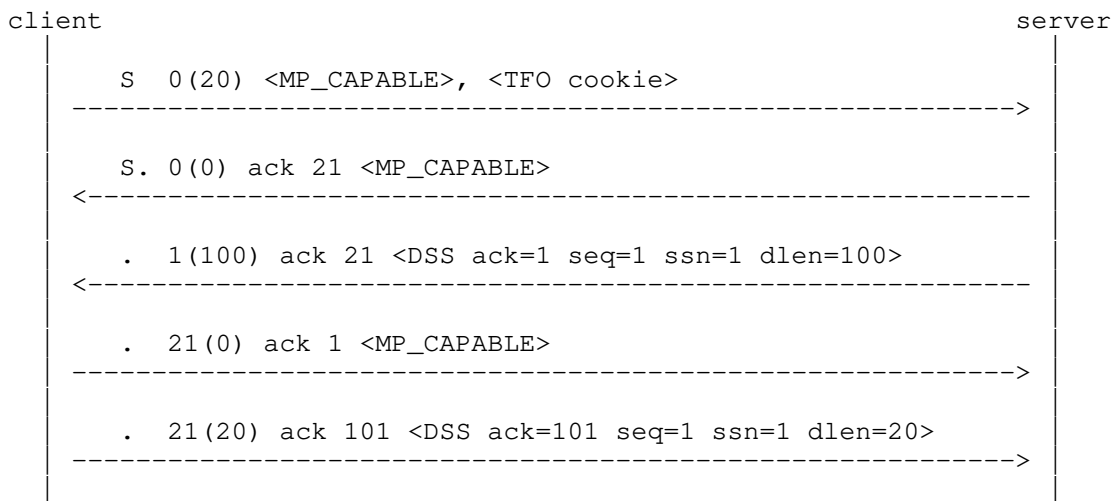 client server
S 0(20) <MP_CAPABLE>, <TFO cookie>
S. 0(0) ack 21 <MP_CAPABLE>
. 1(100) ack 21 <DSS ack=1 seq=1 ssn=1 dlen=100>
. 21(0) ack 1 <MP_CAPABLE>
. 21(20) ack 101 <DSS ack=101 seq=1 ssn=1 dlen=20>